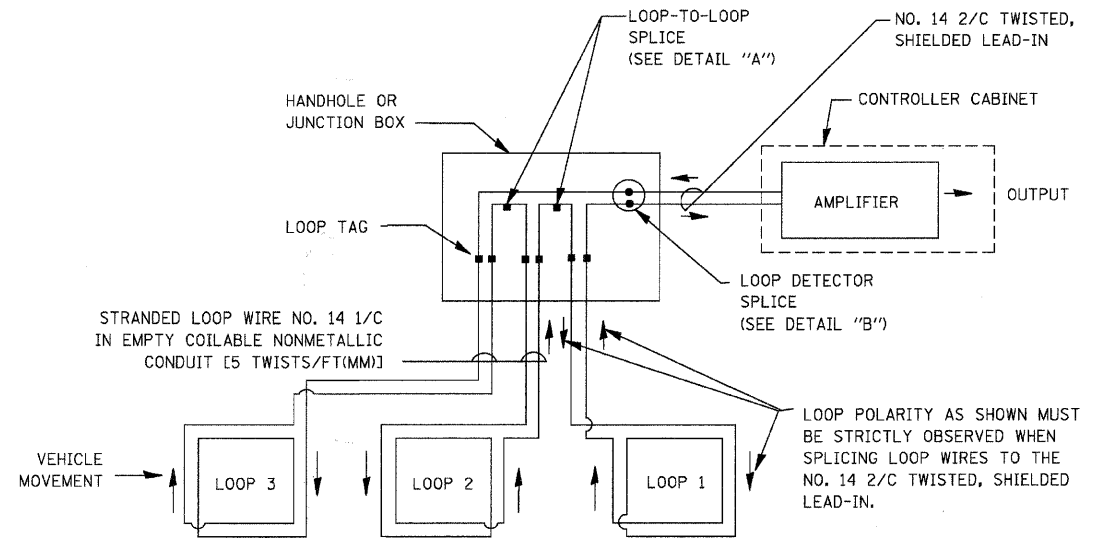 LOOP-TO-LOOP
SPLICE
(SEE DETAIL "A")
NO. 14 2/C TWISTED,
SHIELDED LEAD-IN
HANDHOLE OR
JUNCTION BOX
CONTROLLER CABINET
AMPLIFIER
OUTPUT
LOOP TAG
LOOP DETECTOR
SPLICE
(SEE DETAIL "B")
STRANDED LOOP WIRE NO. 14 1/C
IN EMPTY COILABLE NONMETALLIC
CONDUIT [5 TWISTS/FT(MM)]
LOOP POLARITY AS SHOWN MUST
BE STRICTLY OBSERVED WHEN
SPLICING LOOP WIRES TO THE
NO. 14 2/C TWISTED, SHIELDED
LEAD-IN.
VEHICLE
MOVEMENT
LOOP 3
LOOP 2
LOOP 1